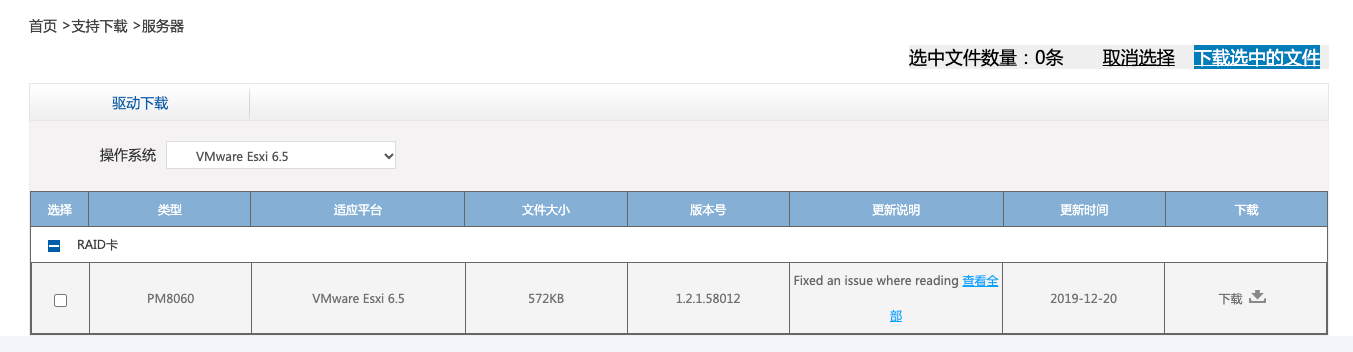 首页 >支持下载 >服务器
选中文件数量：0条 取消选择 下载选中的文件
驱动下载
操作系统 VMware Esxi 6.5
选择 类型 适应平台 文件大小 版本号 更新说明 更新时间 下载
RAID卡
PM8060 VMware Esxi 6.5 572KB 1.2.1.58012 Fixed an issue where reading 查看全部 2019-12-20 下载